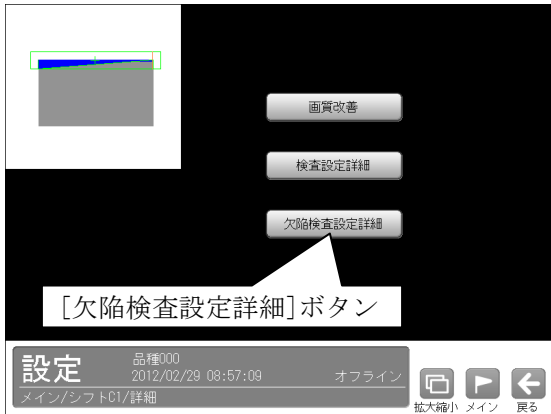 画質改善
検査設定詳細
欠陥検査設定詳細
[欠陥検査設定詳細]ボタン
設定
品種000
2012/02/29 08:57:09
オフライン
メイン/シフトC1/詳細
拡大縮小 メイン 戻る